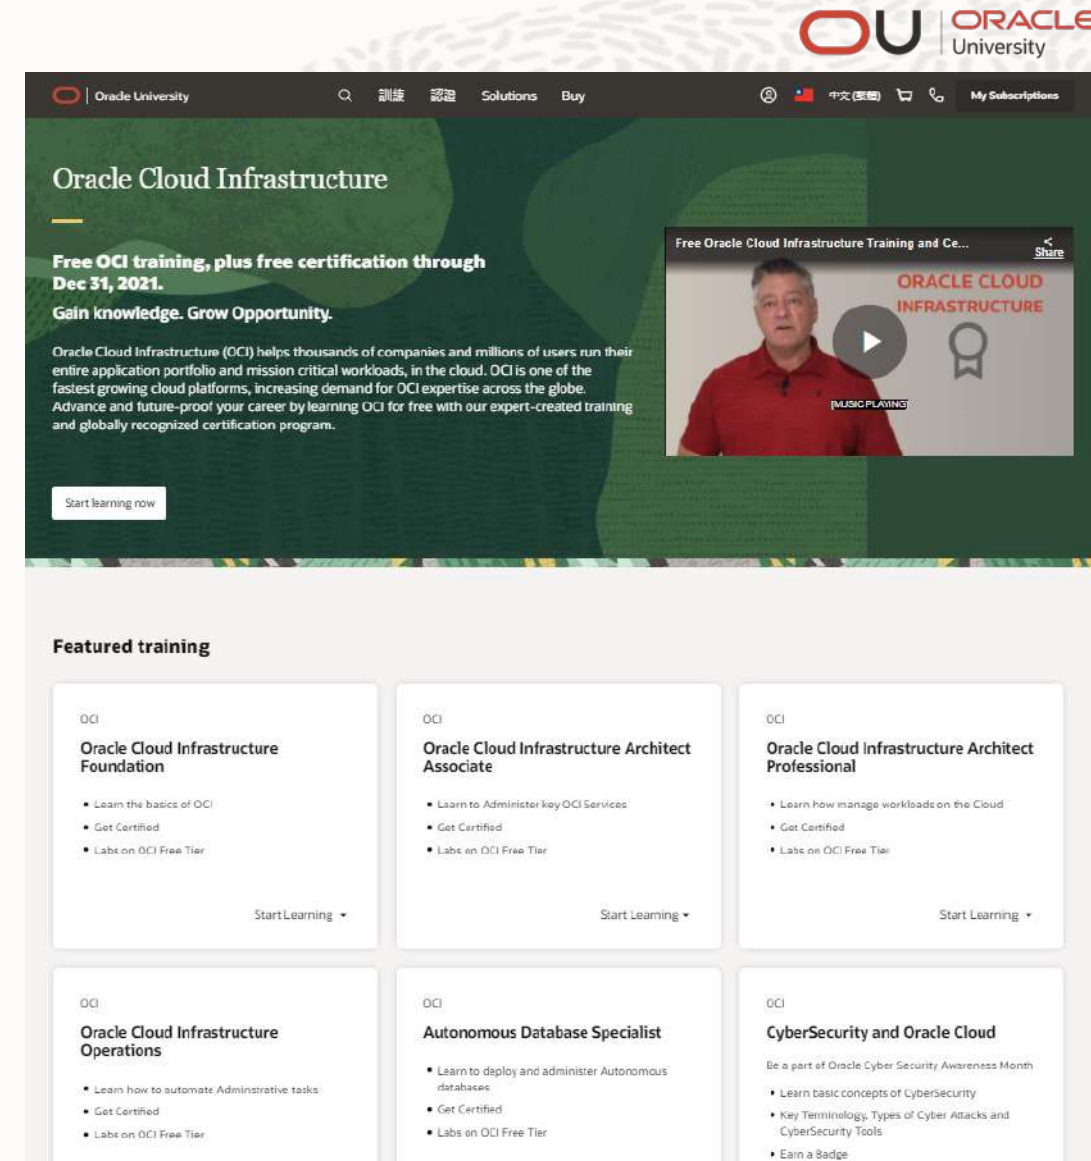 OU ORACLE
University
Oracle University 訓練 認證 Solutions Buy 中文 (繁體) My Subscriptions
Oracle Cloud Infrastructure
Free OCI training, plus free certification through
Dec 31, 2021.
Gain knowledge. Grow Opportunity.
Oracle Cloud Infrastructure (OCI) helps thousands of companies and millions of users run their
entire application portfolio and mission critical workloads, in the cloud. OCI is one of the
fastest growing cloud platforms, increasing demand for OCI expertise across the globe.
Advance and future-proof your career by learning OCI for free with our expert-created training
and globally recognized certification program.
Start learning now
Free Oracle Cloud Infrastructure Training and Ce...
Share
ORACLE CLOUD
INFRASTRUCTURE
[MUSIC PLAYING]
Featured training
OCI
Oracle Cloud Infrastructure
Foundation
• Learn the basics of OCI
• Get Certified
• Labs on OCI Free Tier
Start Learning
OCI
Oracle Cloud Infrastructure Architect
Associate
• Learn to Administer key OCI Services
• Get Certified
• Labs on OCI Free Tier
Start Learning
OCI
Oracle Cloud Infrastructure Architect
Professional
• Learn how manage workloads on the Cloud
• Get Certified
• Labs on OCI Free Tier
Start Learning
OCI
Oracle Cloud Infrastructure
Operations
• Learn how to automate Adminstrative tasks
• Get Certified
• Labs on OCI Free Tier
OCI
Autonomous Database Specialist
• Learn to deploy and administer Autonomous
databases
• Get Certified
• Labs on OCI Free Tier
OCI
CyberSecurity and Oracle Cloud
Be a part of Oracle Cyber Security Awareness Month
• Learn basic concepts of CyberSecurity
• Key Terminology, Types of Cyber Attacks and
CyberSecurity Tools
• Earn a Badge